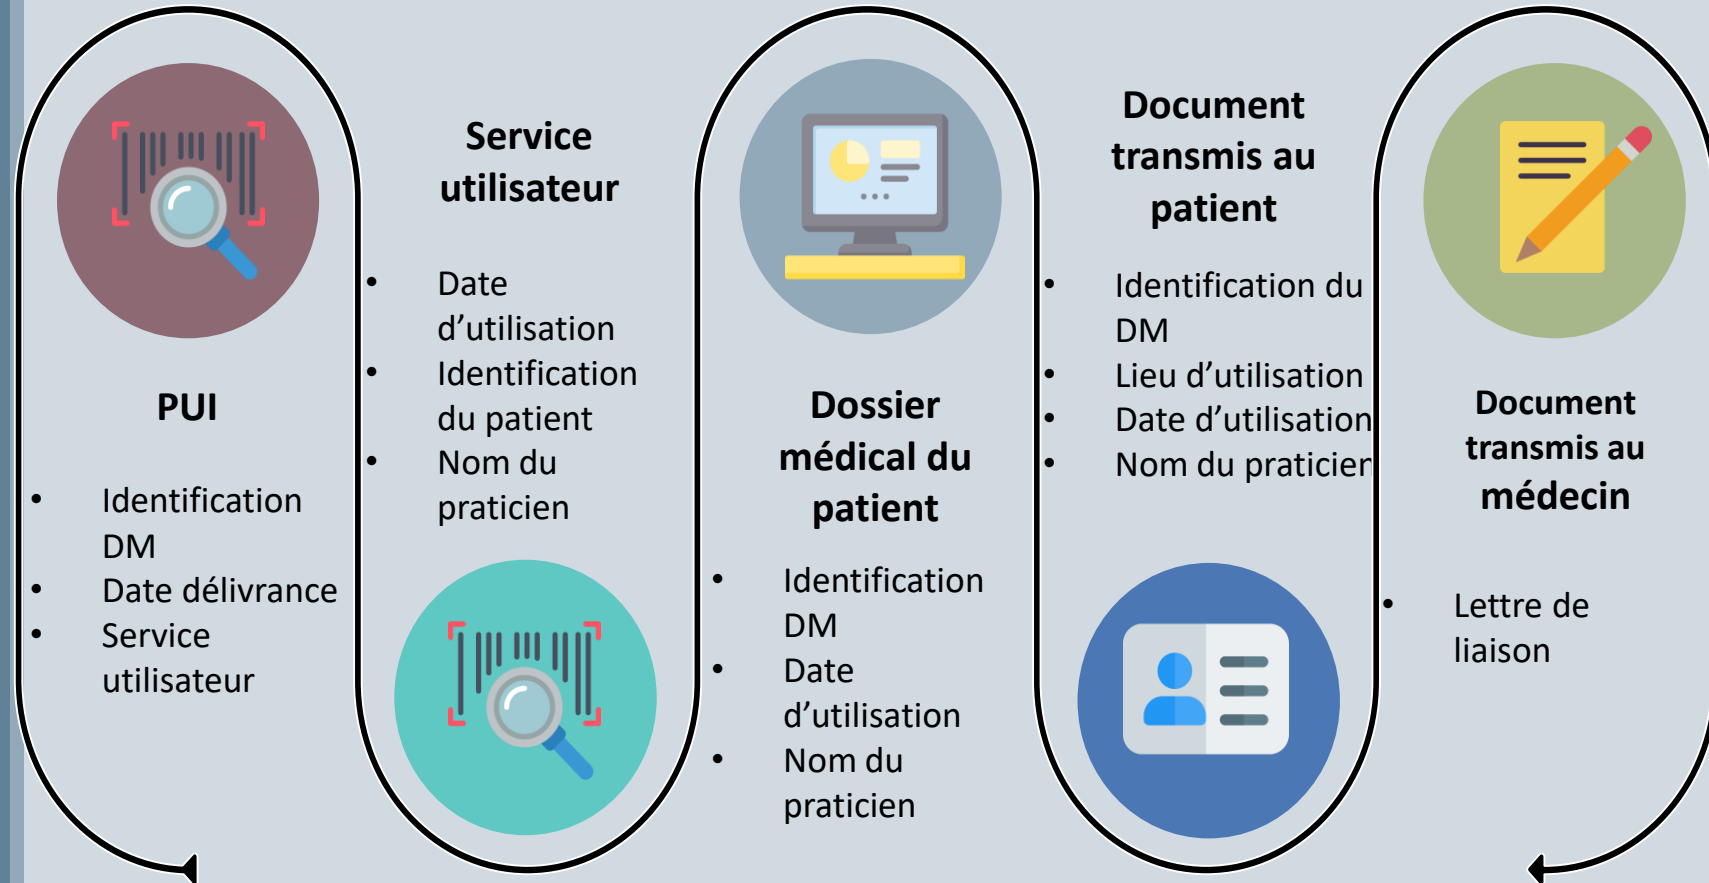 PUI
• Identification
DM
• Date délivrance
• Service
utilisateur
Service
utilisateur
• Date
d’utilisation
• Identification
du patient
• Nom du
praticien
Dossier
médical du
patient
• Identification
DM
• Date
d’utilisation
• Nom du
praticien
Document
transmis au
patient
• Identification du
DM
• Lieu d’utilisation
• Date d’utilisation
• Nom du praticien
Document
transmis au
médecin
• Lettre de
liaison